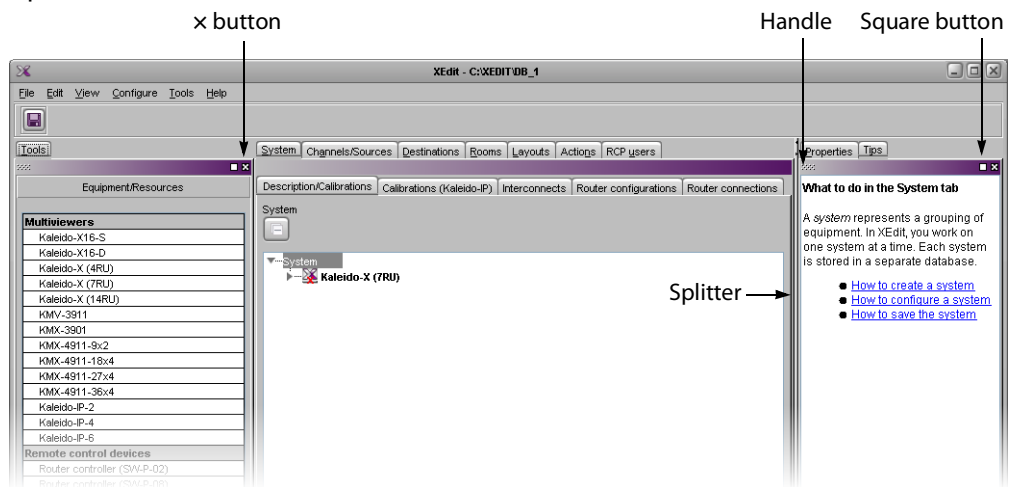 × button
Handle
Square button
XEdit - C:\XEDIT\DB_1
File Edit View Configure Tools Help
Tools
System Channels/Sources Destinations Rooms Layouts Actions RCP users
Properties Tips
Equipment/Resources
Description/Calibrations Calibrations (Kaleido-IP) Interconnects Router configurations Router connections
Multiviewers
Kaleido-X16-S
Kaleido-X16-D
Kaleido-X (4RU)
Kaleido-X (7RU)
Kaleido-X (14RU)
KMV-3911
KMX-3901
KMX-4911-9x2
KMX-4911-18x4
KMX-4911-27x4
KMX-4911-36x4
Kaleido-IP-2
Kaleido-IP-4
Kaleido-IP-6
Remote control devices
Router controller (SW-P-02)
Router controller (SW-P-08)
System
System
Kaleido-X (7RU)
Splitter
What to do in the System tab
A system represents a grouping of
equipment. In XEdit, you work on
one system at a time. Each system
is stored in a separate database.
How to create a system
How to configure a system
How to save the system